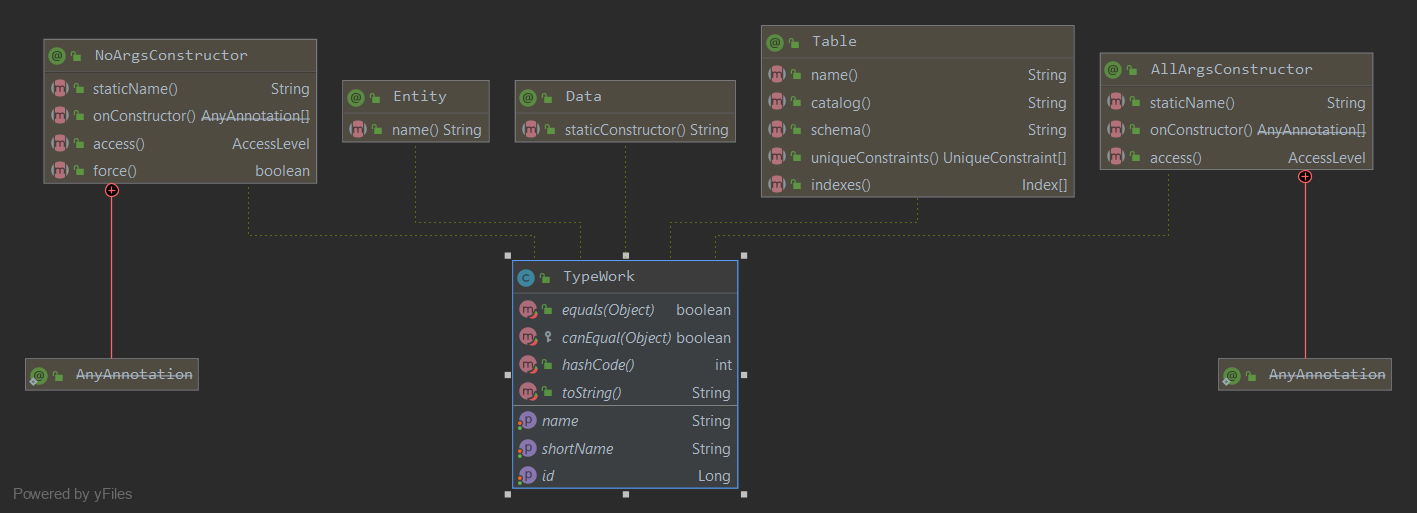 NoArgsConstructor
staticName() String
onConstructor() AnyAnnotation[]
access() AccessLevel
force() boolean
Entity
name() String
Data
staticConstructor() String
Table
name() String
catalog() String
schema() String
uniqueConstraints() UniqueConstraint[]
indexes() Index[]
AllArgsConstructor
staticName() String
onConstructor() AnyAnnotation[]
access() AccessLevel
TypeWork
equals(Object) boolean
canEqual(Object) boolean
hashCode() int
toString() String
name String
shortName String
id Long
AnyAnnotation
AnyAnnotation
Powered by yFiles